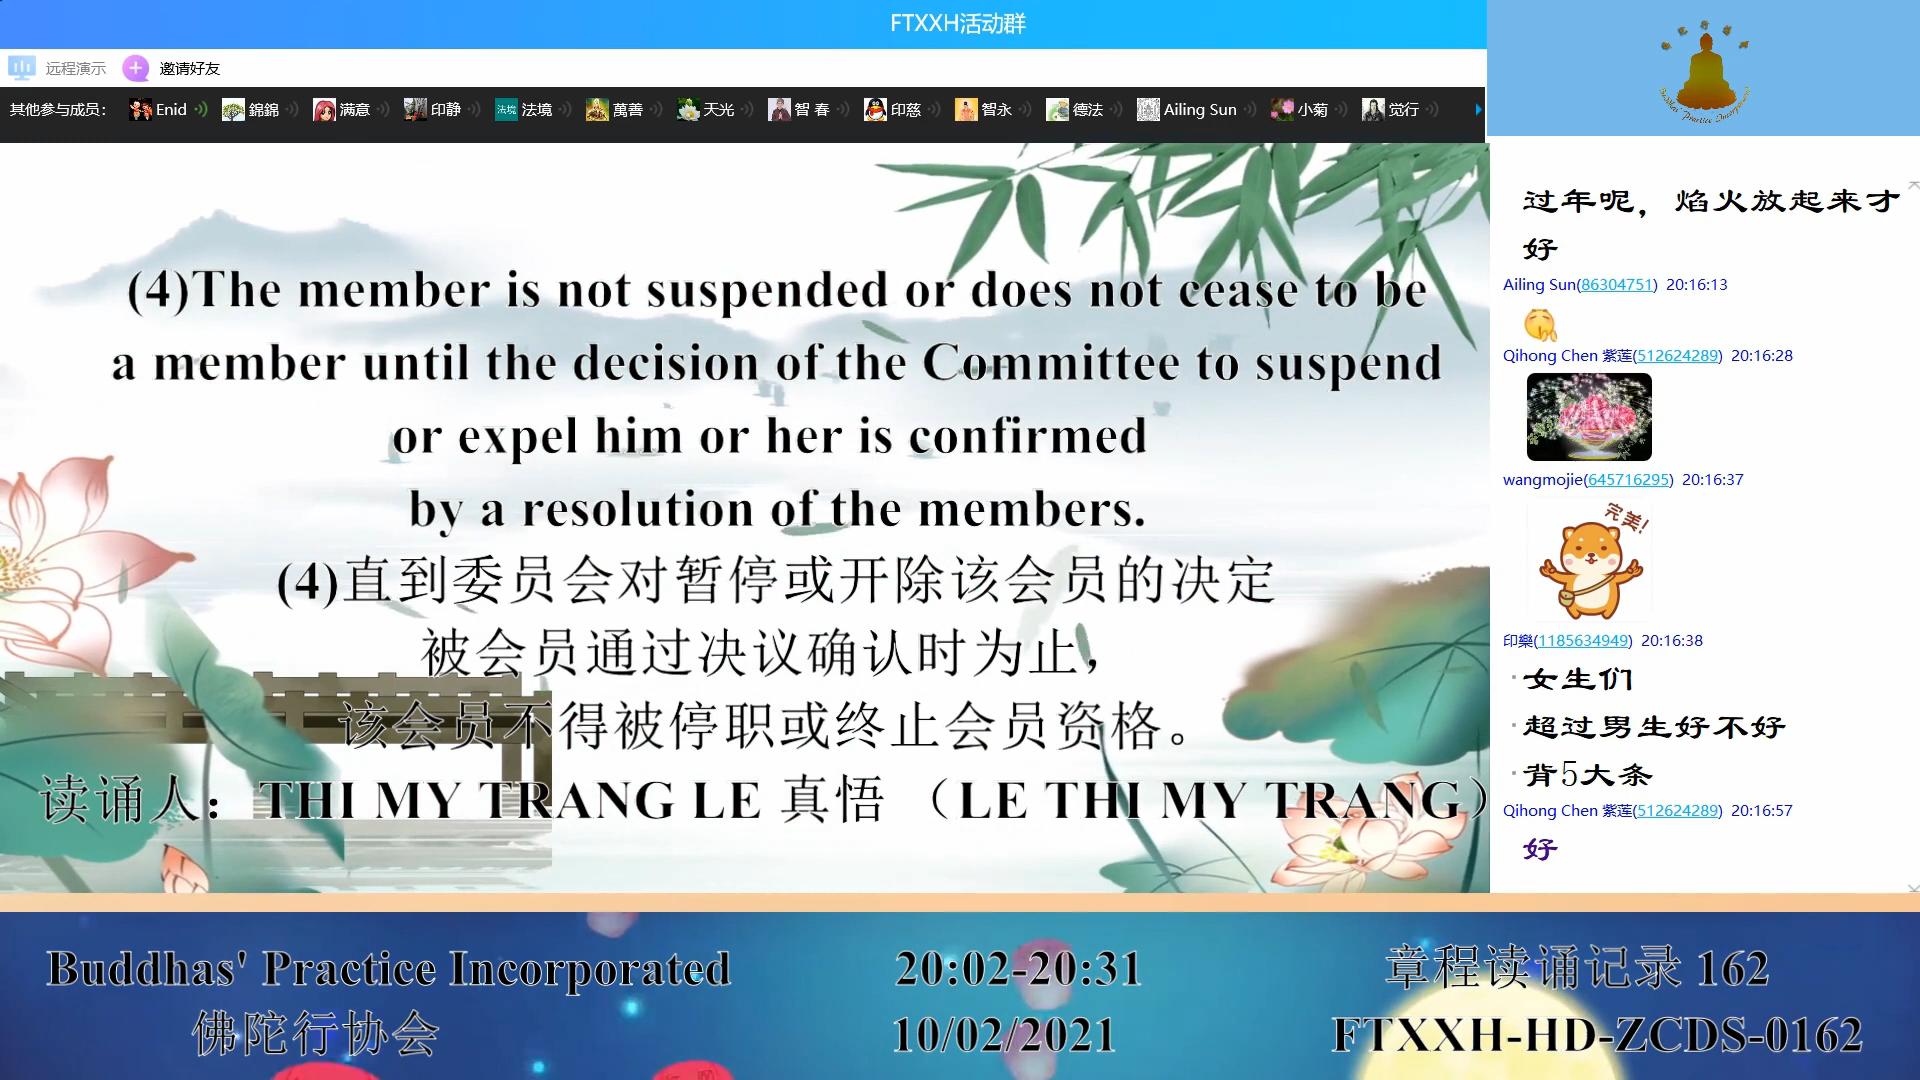 FTXXH活动群
远程演示 邀请好友
其他参与成员： Enid 錦錦 满意 印静 法境 法境 萬善 天光 智 春 印慈 智永 德法 Ailing Sun 小菊 觉行
Buddhas' Practice Incorporated
(4)The member is not suspended or does not cease to be
a member until the decision of the Committee to suspend
or expel him or her is confirmed
by a resolution of the members.
(4)直到委员会对暂停或开除该会员的决定
被会员通过决议确认时为止，
该会员不得被停职或终止会员资格。
读诵人：THI MY TRANG LE 真悟 （LE THI MY TRANG）
过年呢，焰火放起来才
好
Ailing Sun(86304751) 20:16:13
Qihong Chen 紫莲(512624289) 20:16:28
wangmojie(645716295) 20:16:37
完美!
印樂(1185634949) 20:16:38
女生们
超过男生好不好
背5大条
Qihong Chen 紫莲(512624289) 20:16:57
好
Buddhas' Practice Incorporated
佛陀行协会
20:02-20:31
10/02/2021
章程读诵记录 162
FTXXH-HD-ZCDS-0162